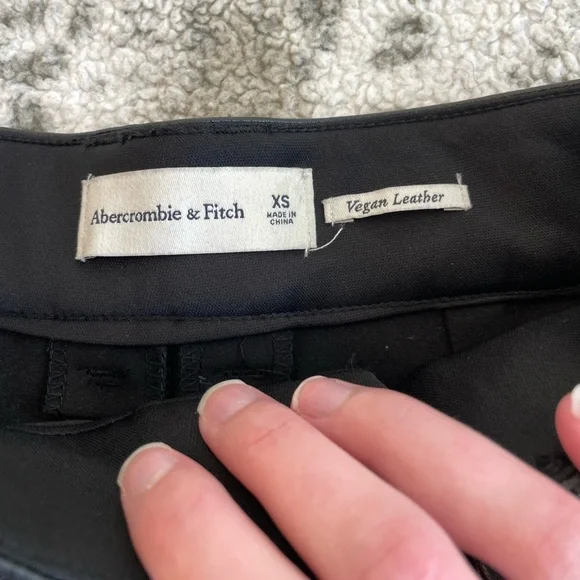 Abercrombie & Fitch
XS
MADE IN
CHINA
Vegan Leather